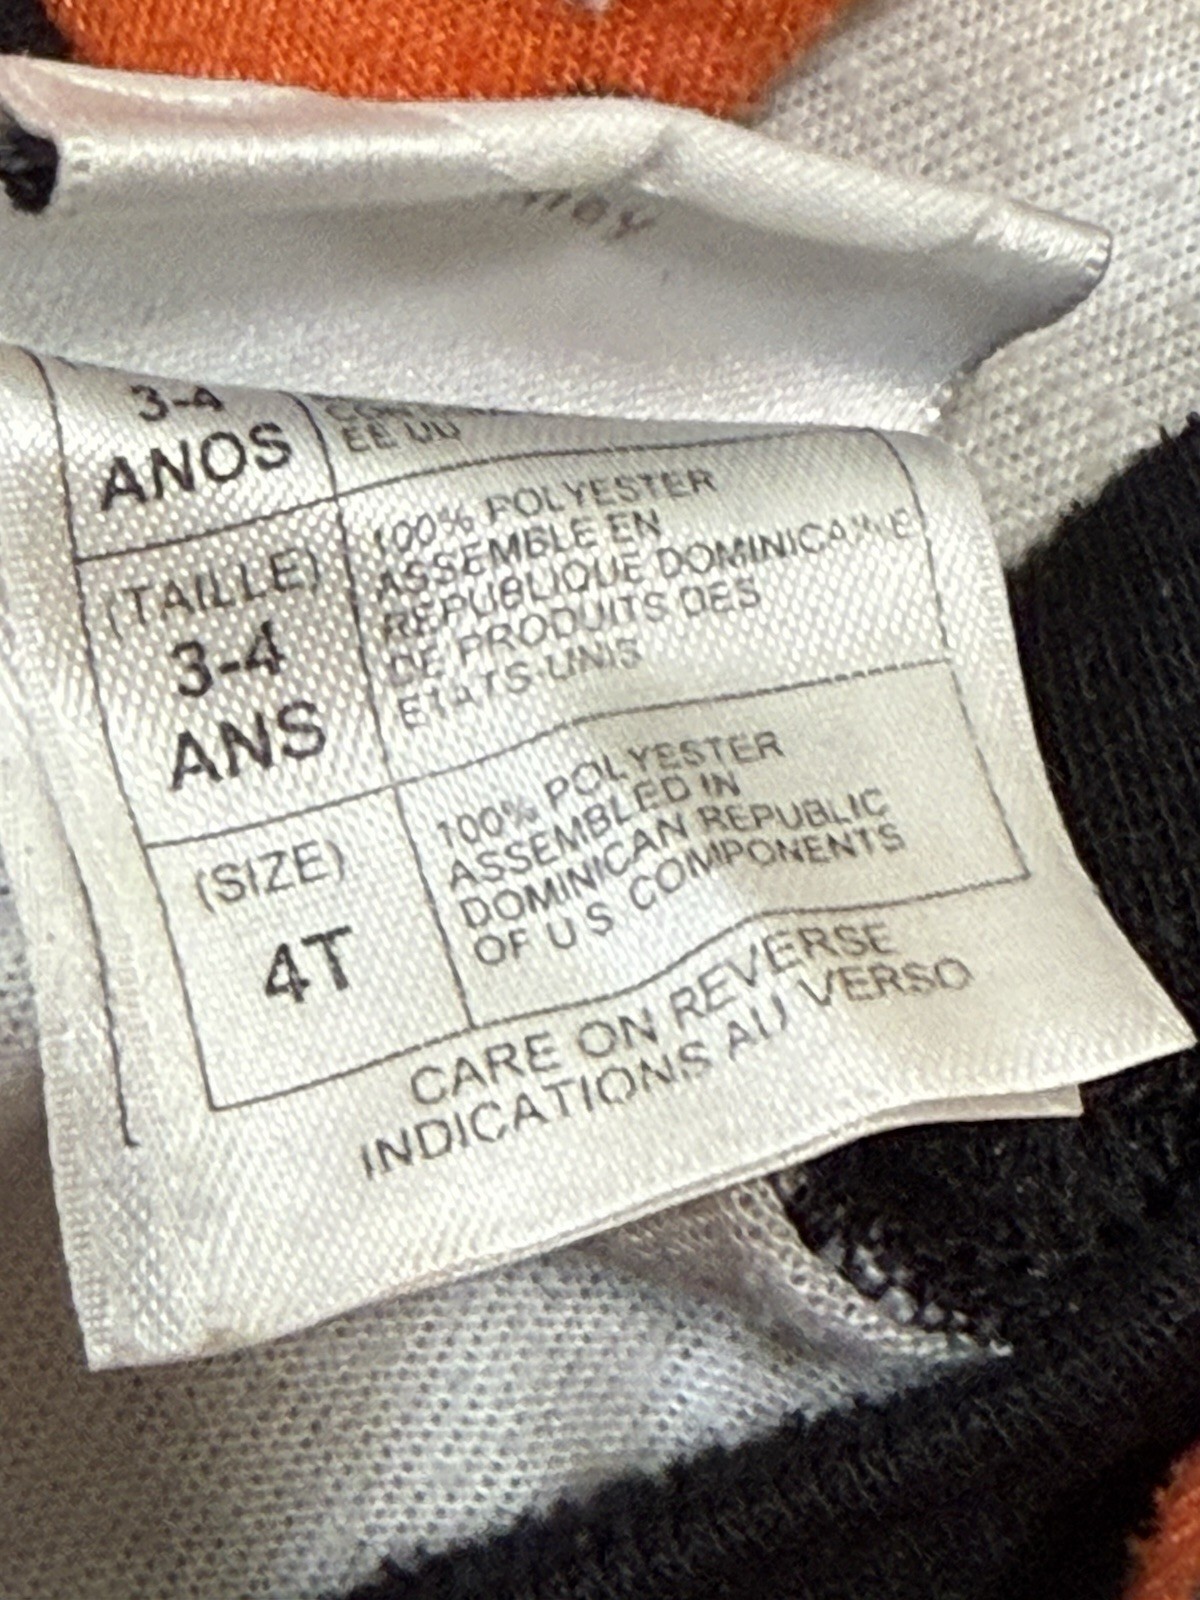 3-4
ANOS
EE UU
(TAILLE)
3-4
ANS
100% POLYESTER
ASSEMBLE EN
REPUBLIQUE DOMINICAINE
DE PRODUITS DES
ETATS-UNIS
(SIZE)
4T
100% POLYESTER
ASSEMBLED IN
DOMINICAN REPUBLIC
OF U S COMPONENTS
CARE ON REVERSE
INDICATIONS AU VERSO